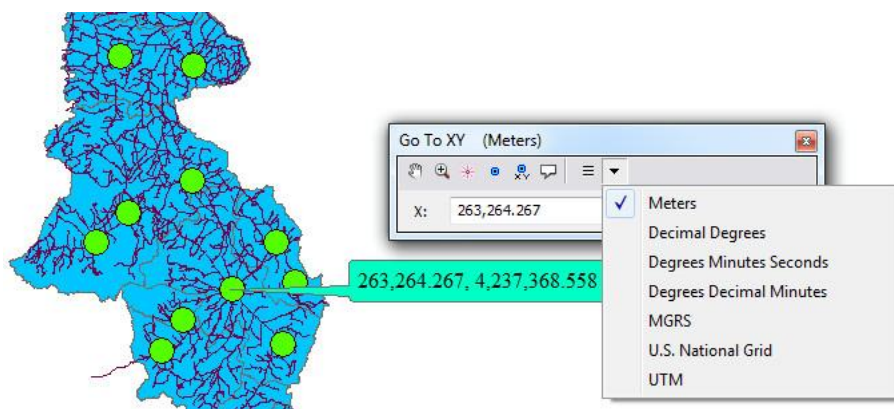 Go To XY (Meters)
X Y
X: 263,264.267
Meters
Decimal Degrees
Degrees Minutes Seconds
Degrees Decimal Minutes
MGRS
U.S. National Grid
UTM
263,264.267, 4,237,368.558